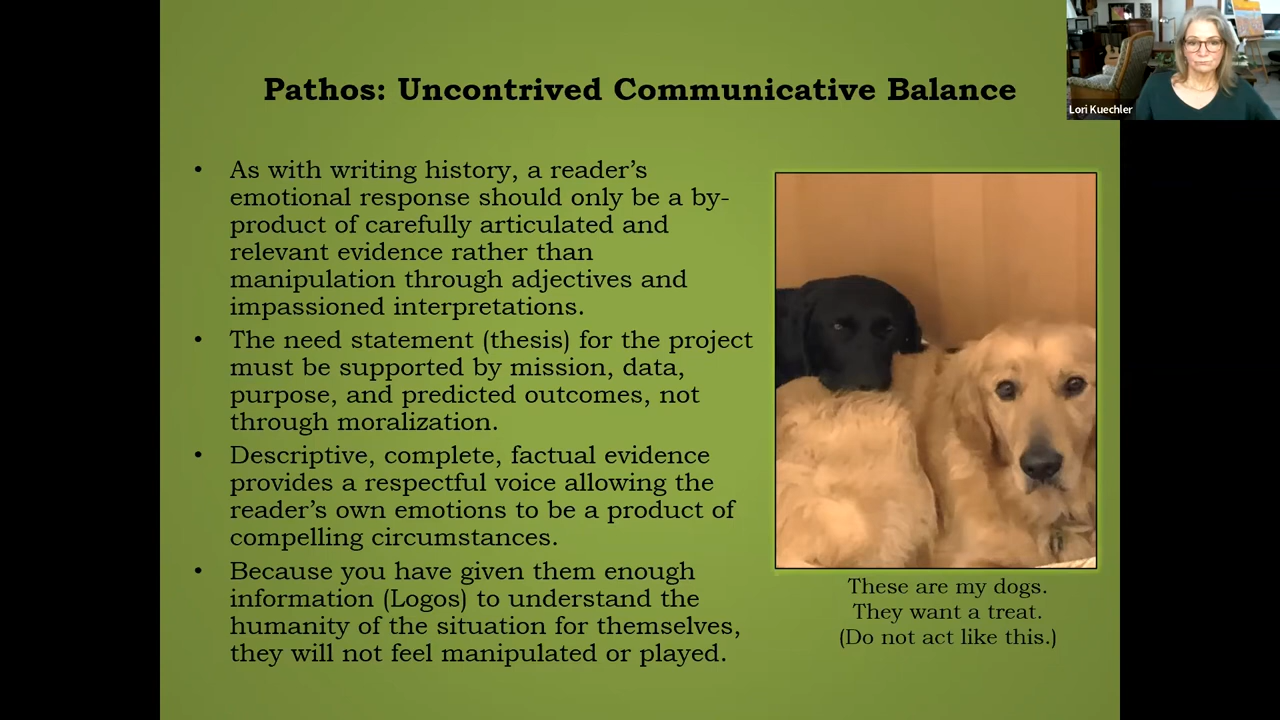 Pathos: Uncontrived Communicative Balance
Lori Kuechler
• As with writing history, a reader’s
emotional response should only be a by-
product of carefully articulated and
relevant evidence rather than
manipulation through adjectives and
impassioned interpretations.
• The need statement (thesis) for the project
must be supported by mission, data,
purpose, and predicted outcomes, not
through moralization.
• Descriptive, complete, factual evidence
provides a respectful voice allowing the
reader’s own emotions to be a product of
compelling circumstances.
• Because you have given them enough
information (Logos) to understand the
humanity of the situation for themselves,
they will not feel manipulated or played.
These are my dogs.
They want a treat.
(Do not act like this.)